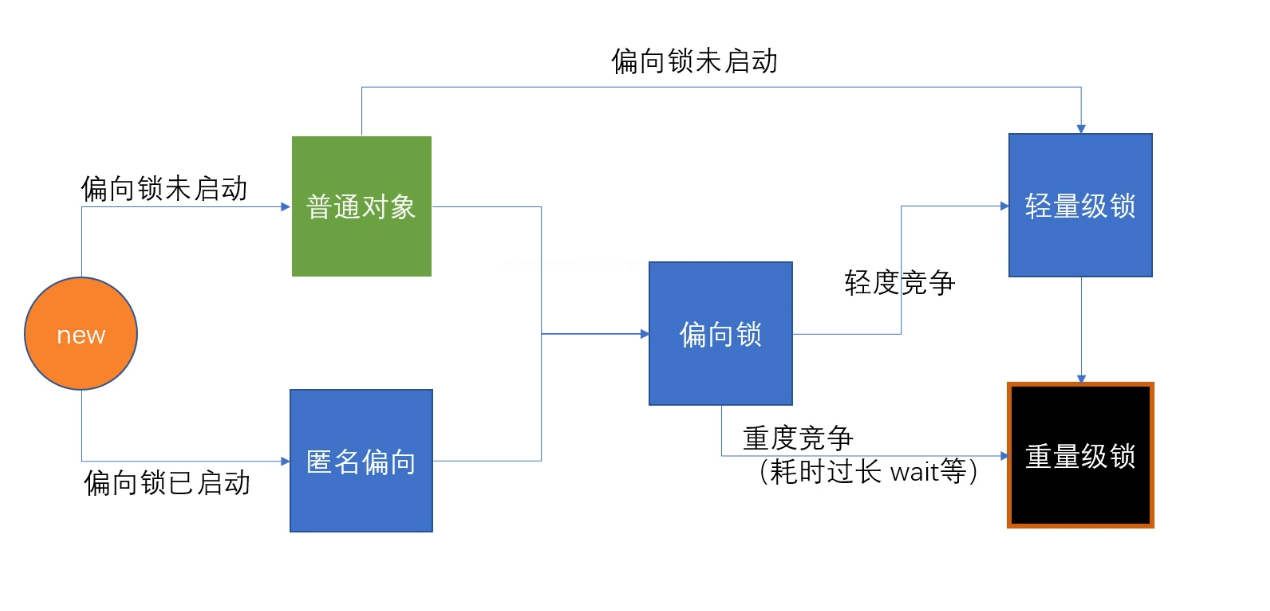 偏向锁未启动
偏向锁未启动
普通对象
轻量级锁
轻度竞争
new
偏向锁
匿名偏向
偏向锁已启动
重度竞争
（耗时过长 wait等）
重量级锁